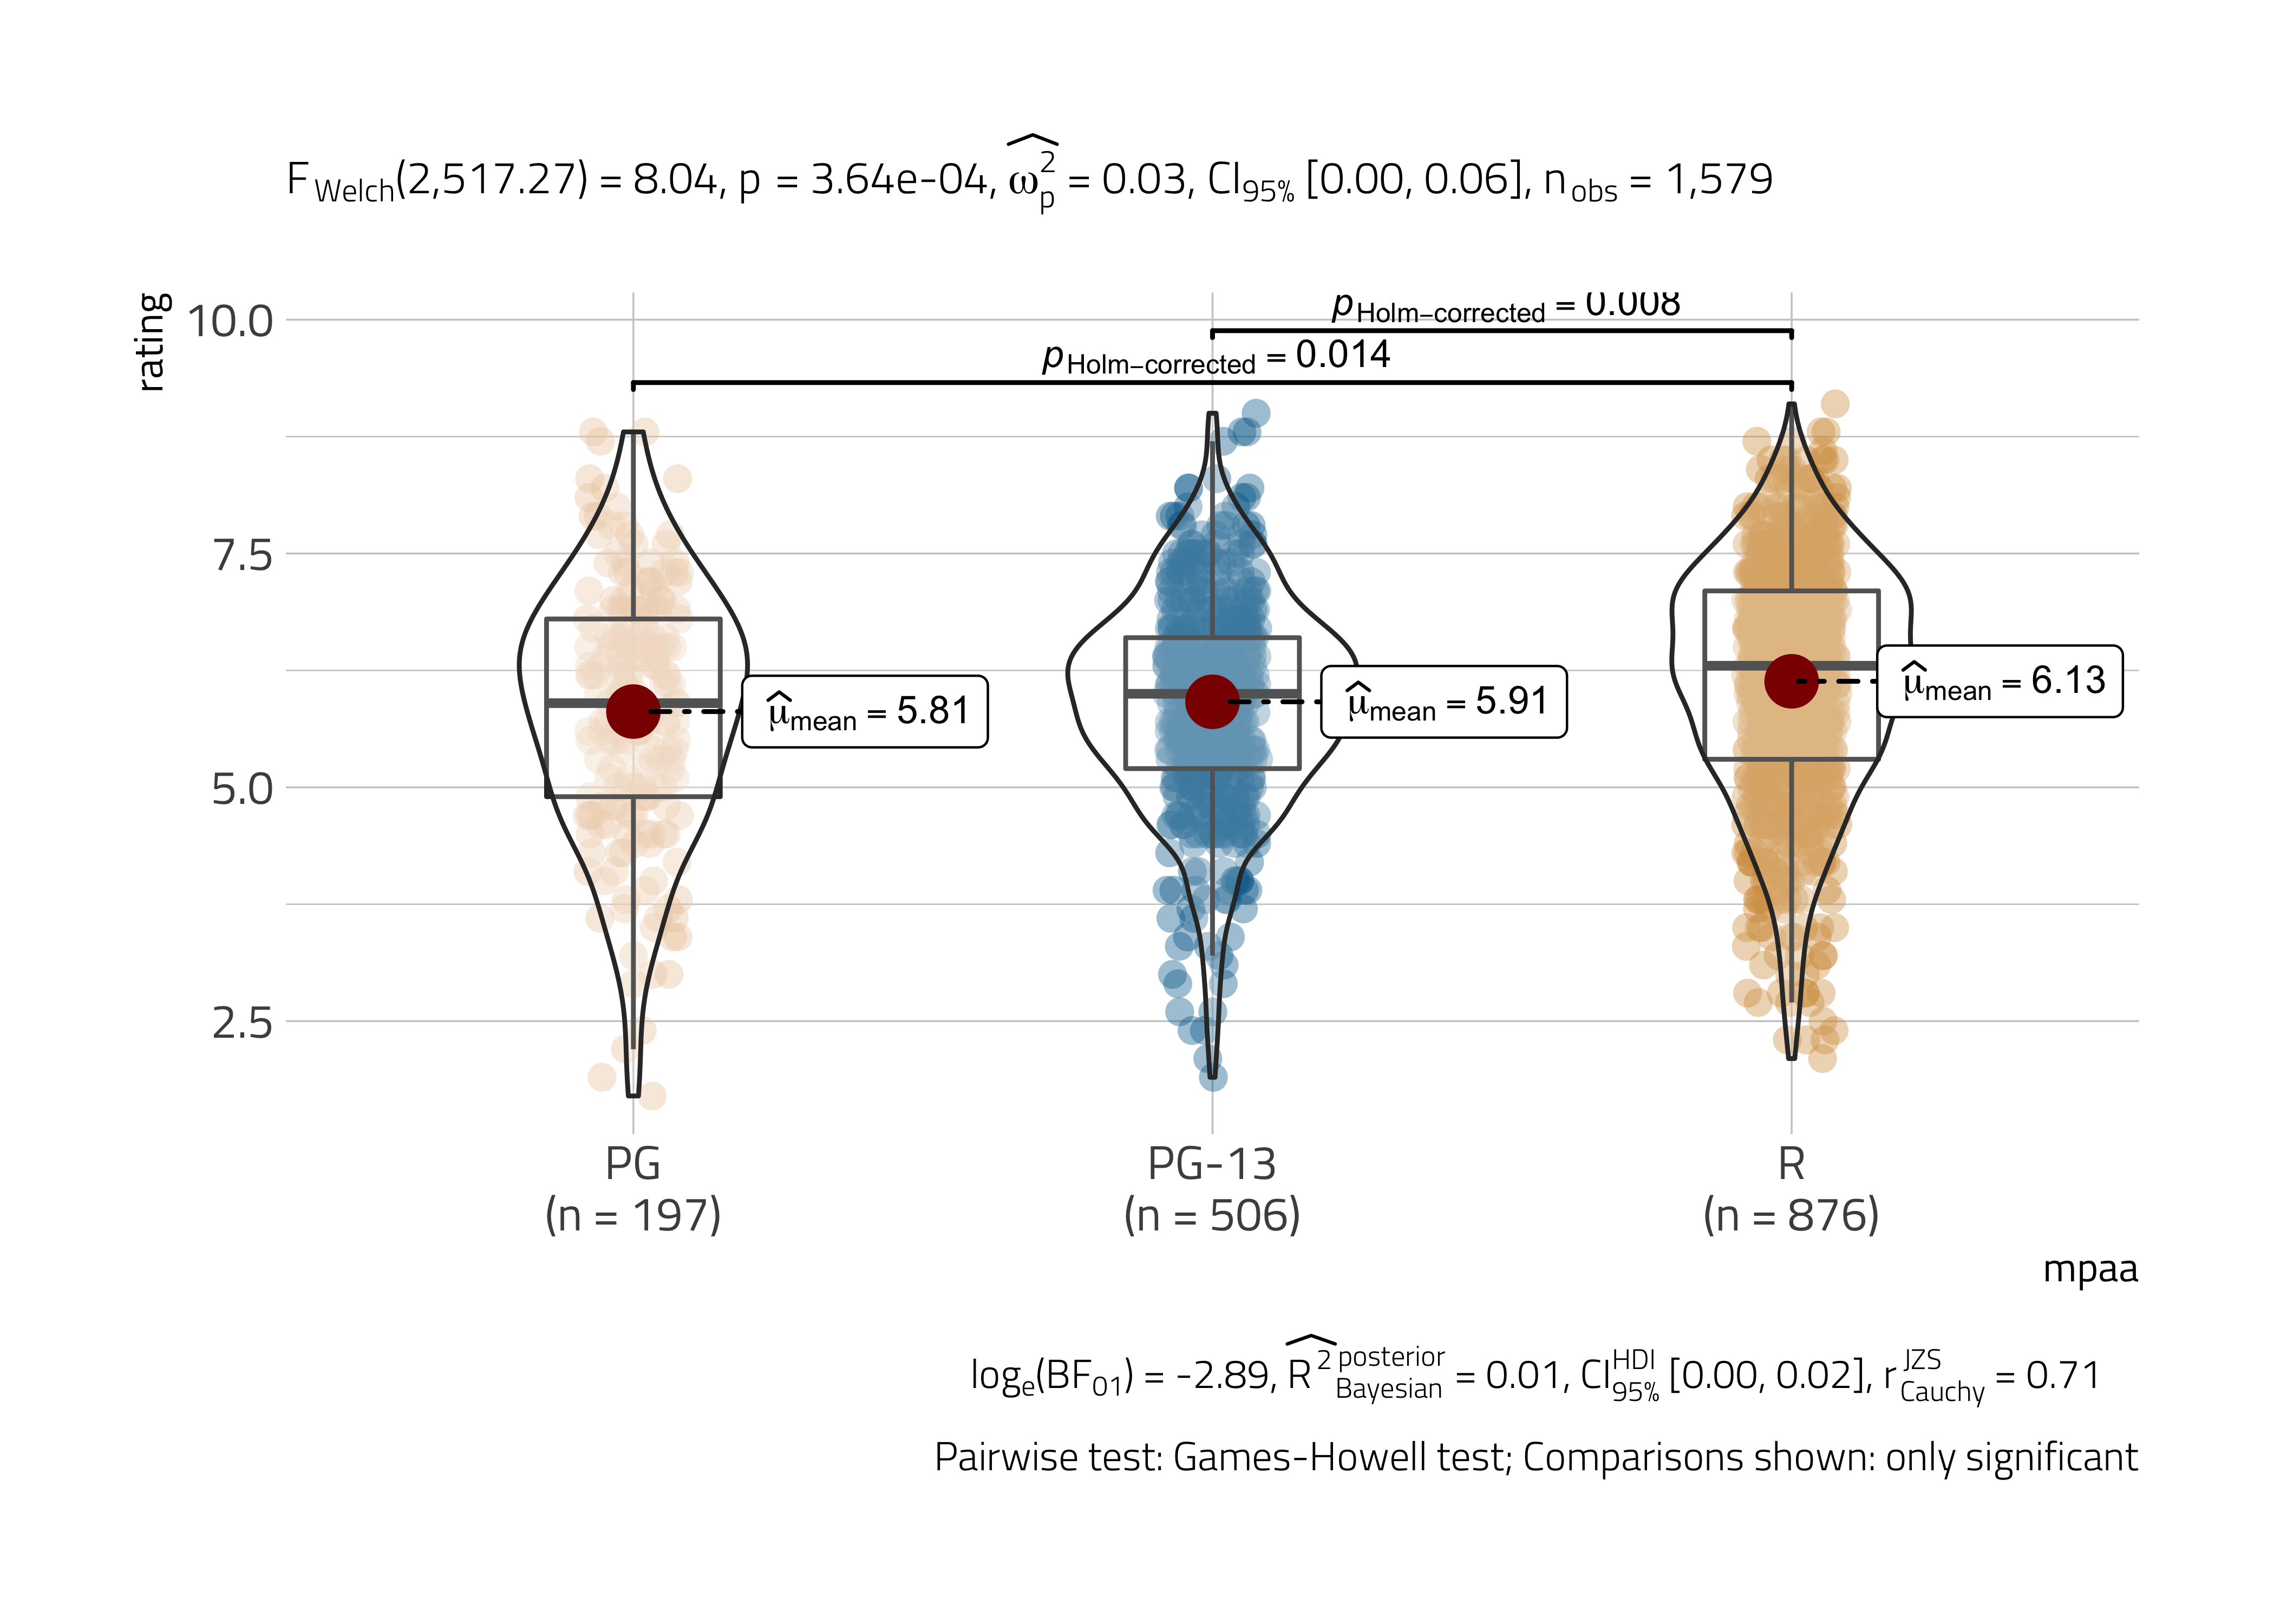 F Welch(2,517.27) = 8.04, p = 3.64e-04, ω̂²p = 0.03, CI95% [0.00, 0.06], nobs = 1,579
rating
10.0
7.5
5.0
2.5
pHolm−corrected = 0.008
pHolm−corrected = 0.014
μ̂mean = 5.81
μ̂mean = 5.91
μ̂mean = 6.13
PG
(n = 197)
PG-13
(n = 506)
R
(n = 876)
mpaa
loge(BF01) = -2.89, R̂² posterior Bayesian = 0.01, CI HDI 95% [0.00, 0.02], r JZS Cauchy = 0.71
Pairwise test: Games-Howell test; Comparisons shown: only significant